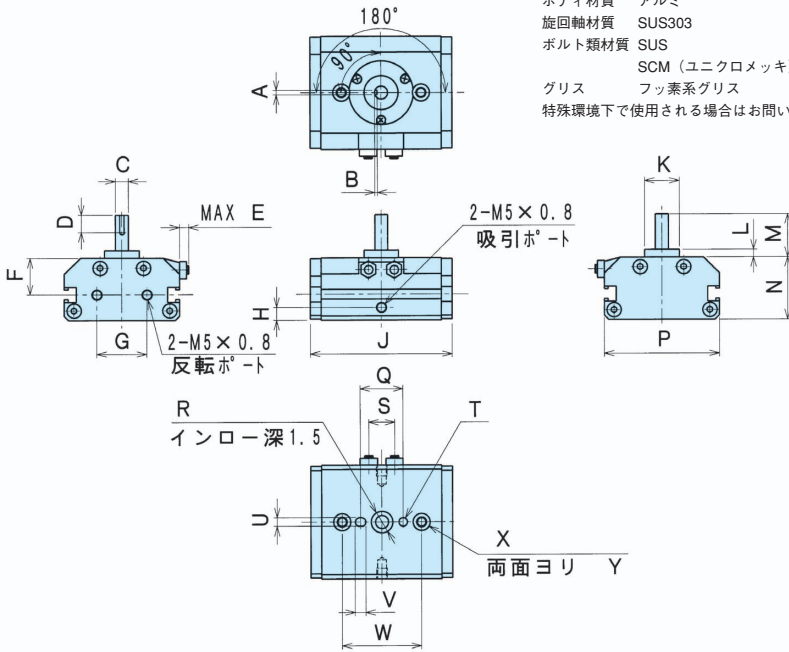 ボディ材質 アルミ
旋回軸材質 SUS303
ボルト類材質 SUS
SCM（ユニクロメッキ）
グリス フッ素系グリス
特殊環境下で使用される場合はお問い
180°
90°
A
B
C
D
MAX E
F
G
2-M5×0.8
反転ポート
2-M5×0.8
吸引ポート
H
J
K
L
M
N
P
Q
S
R
インロー深1.5
T
U
V
W
X
両面ヨリ Y